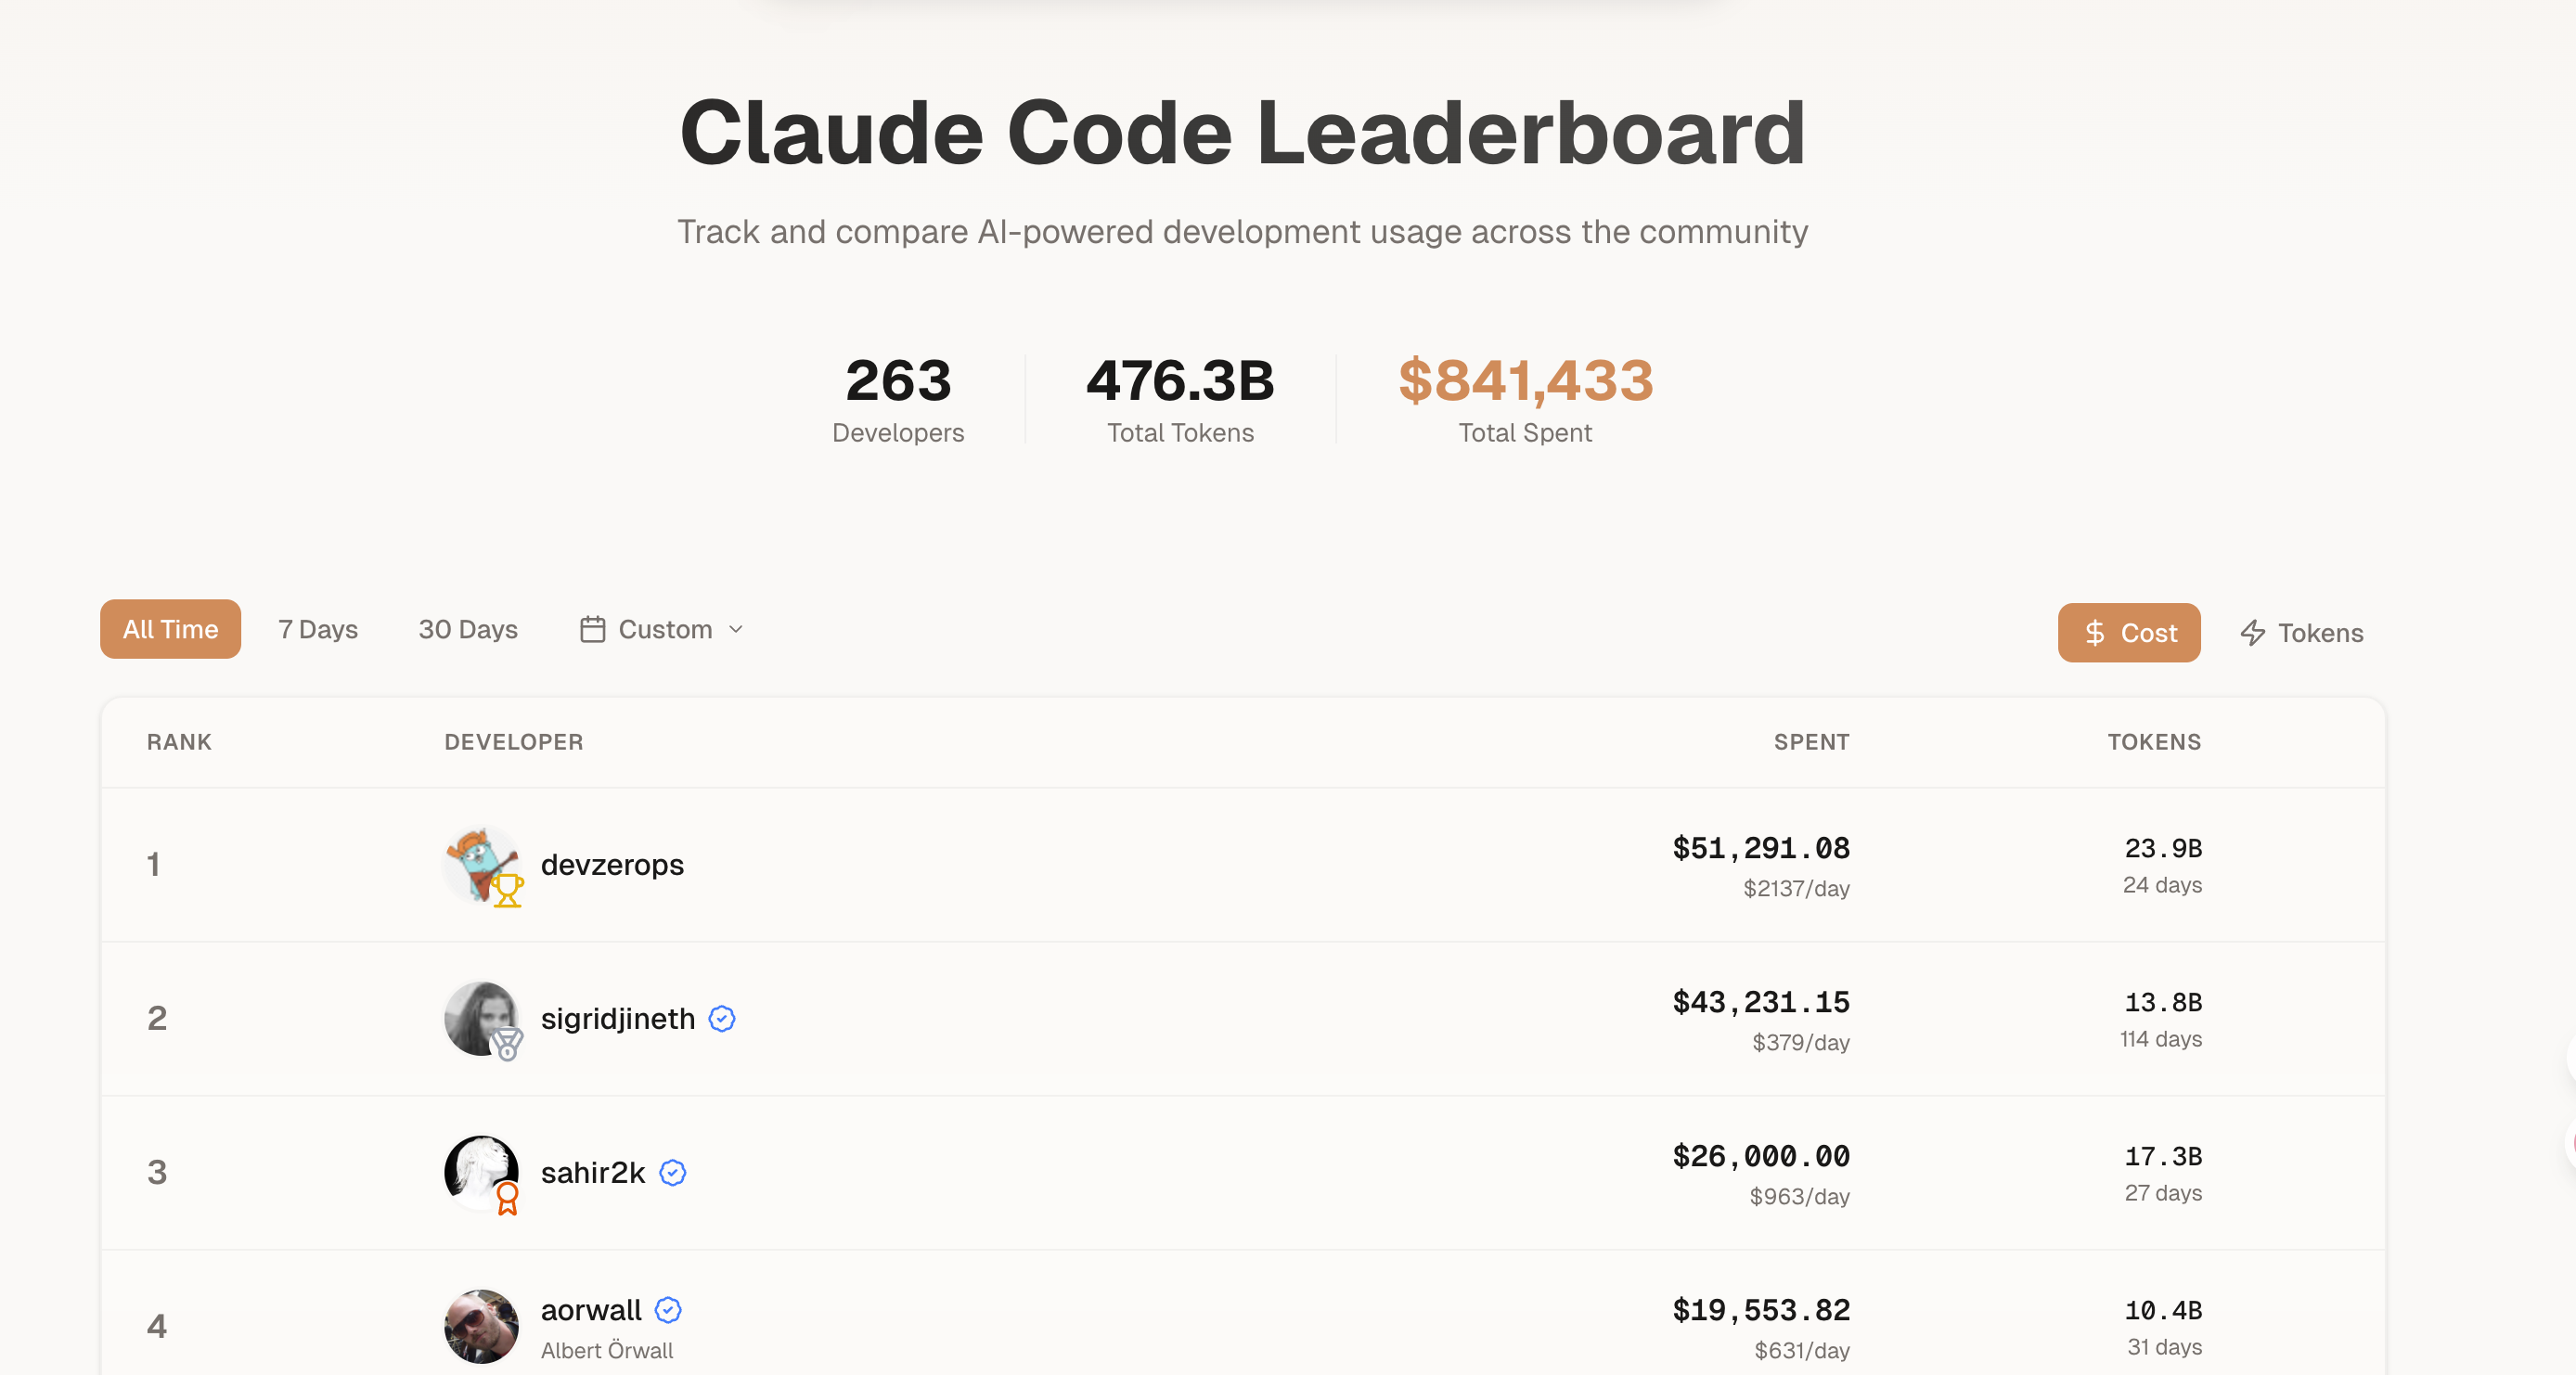 Claude Code Leaderboard
Track and compare AI-powered development usage across the community
263
Developers
476.3B
Total Tokens
$841,433
Total Spent
All Time
7 Days
30 Days
Custom
Cost
Tokens
RANK DEVELOPER SPENT TOKENS
1 devzerops $51,291.08 23.9B
$2137/day 24 days
2 sigridjineth $43,231.15 13.8B
$379/day 114 days
3 sahir2k $26,000.00 17.3B
$963/day 27 days
4 aorwall $19,553.82 10.4B
Albert Örwall $631/day 31 days